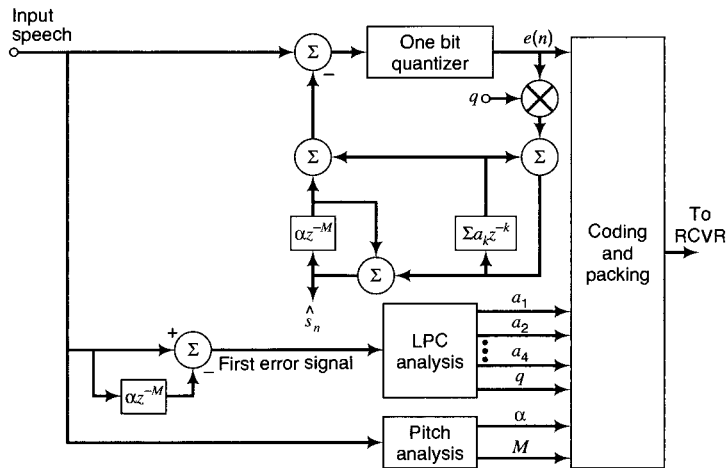 Input
speech
Σ
−
One bit
quantizer
e(n)
q
Σ
Σ
αz^{-M}
Σa_k z^{-k}
Σ
ŝ_n
Coding
and
packing
To
RCVR
+
Σ
−
First error signal
αz^{-M}
LPC
analysis
a_1
a_2
a_4
q
Pitch
analysis
α
M